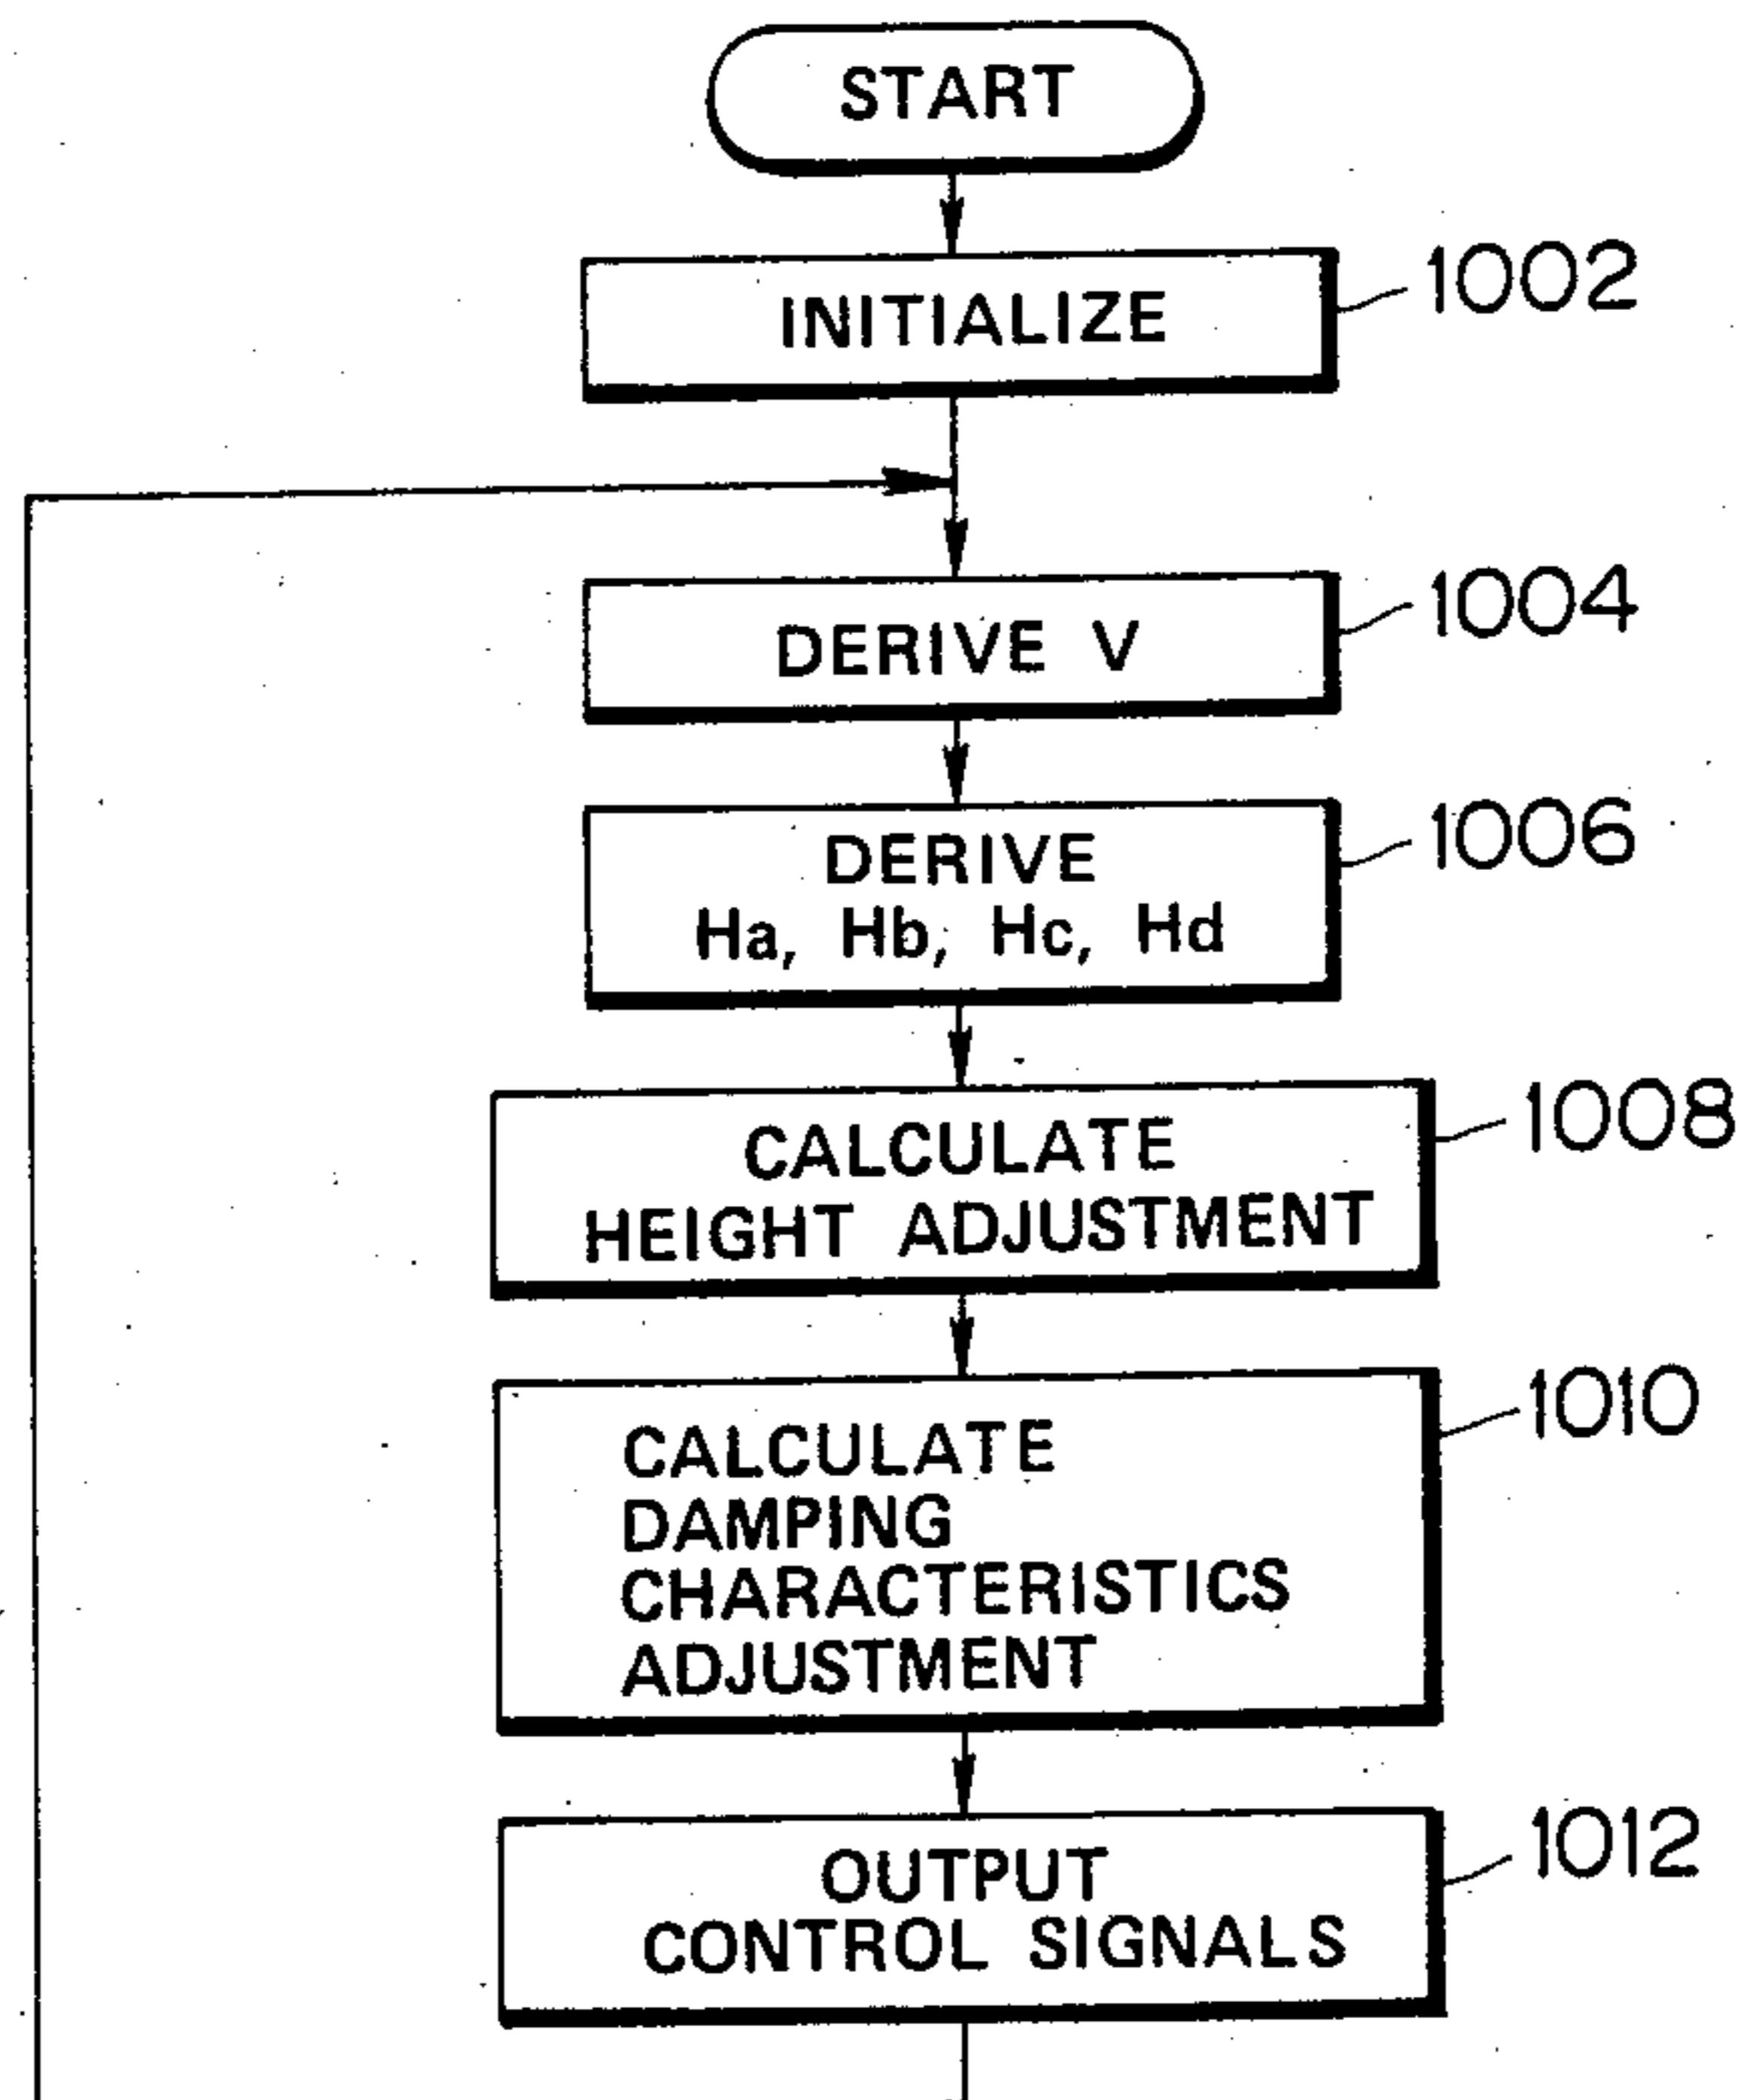 START
INITIALIZE
1002
DERIVE V
1004
DERIVE
Ha, Hb, Hc, Hd
1006
CALCULATE
HEIGHT ADJUSTMENT
1008
CALCULATE
DAMPING
CHARACTERISTICS
ADJUSTMENT
1010
OUTPUT
CONTROL SIGNALS
1012